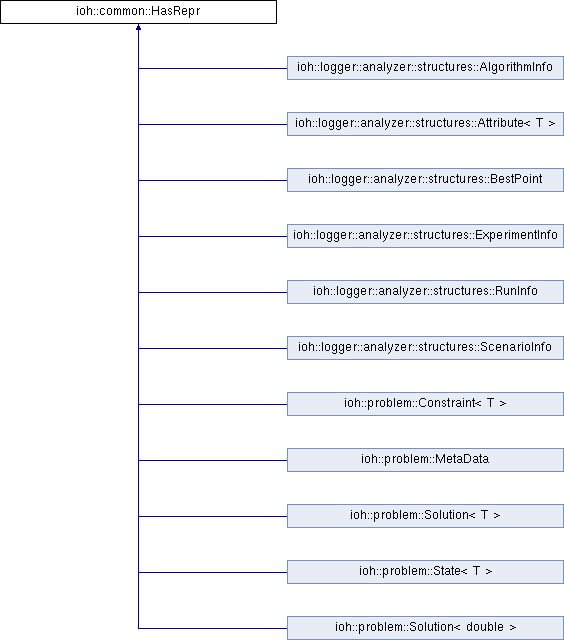 ioh::common::HasRepr
ioh::logger::analyzer::structures::AlgorithmInfo
ioh::logger::analyzer::structures::Attribute< T >
ioh::logger::analyzer::structures::BestPoint
ioh::logger::analyzer::structures::ExperimentInfo
ioh::logger::analyzer::structures::RunInfo
ioh::logger::analyzer::structures::ScenarioInfo
ioh::problem::Constraint< T >
ioh::problem::MetaData
ioh::problem::Solution< T >
ioh::problem::State< T >
ioh::problem::Solution< double >